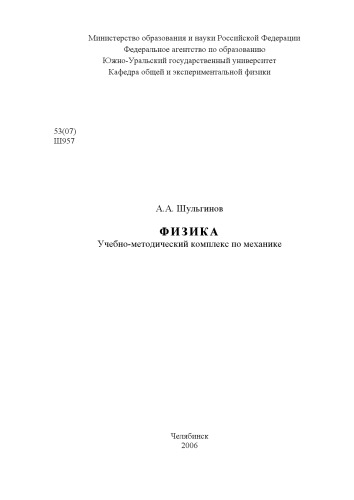 Министерство образования и науки Российской Федерации
Федеральное агентство по образованию
Южно-Уральский государственный университет
Кафедра общей и экспериментальной физики
53(07)
Ш957
А.А. Шульгинов
ФИЗИКА
Учебно-методический комплекс по механике
Челябинск
2006